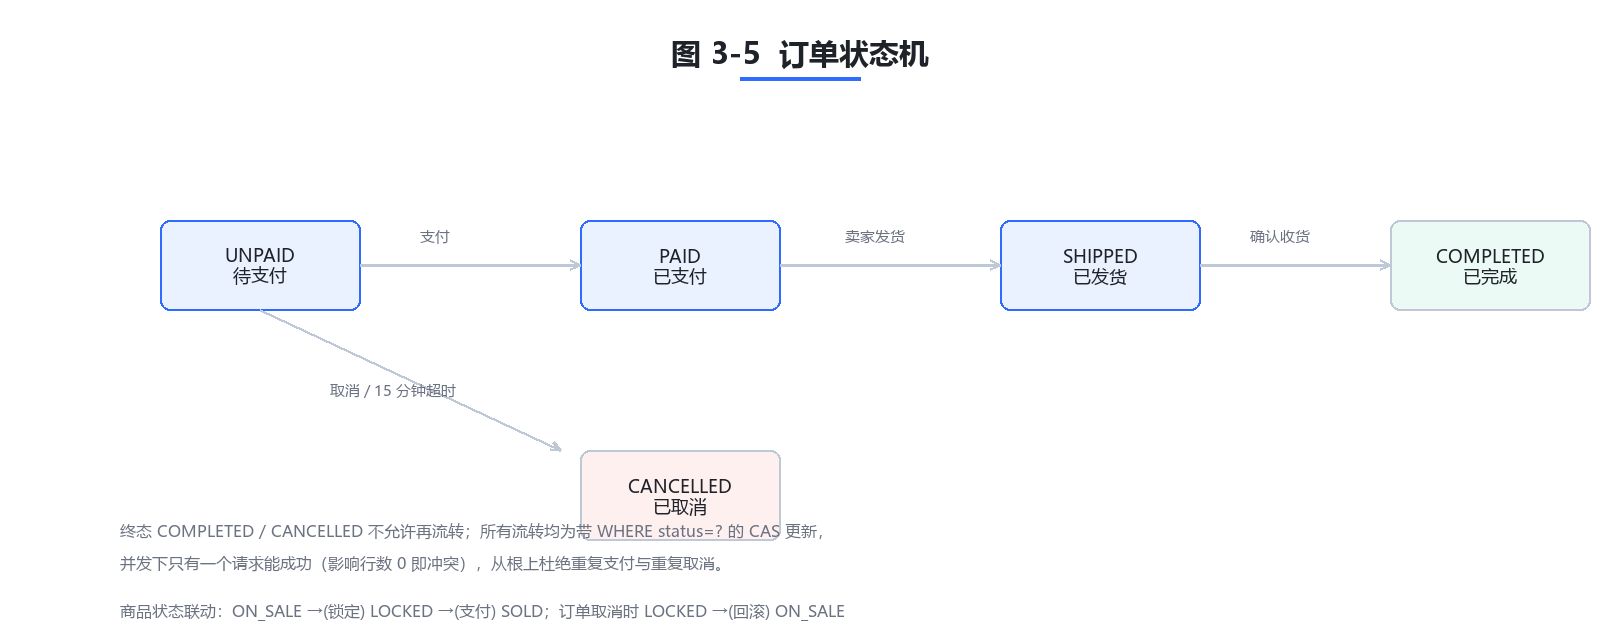 图 3-5 订单状态机
支付
卖家发货
确认收货
UNPAID
待支付
PAID
已支付
SHIPPED
已发货
COMPLETED
已完成
取消 / 15 分钟超时
CANCELLED
已取消
终态 COMPLETED / CANCELLED 不允许再流转；所有流转均为带 WHERE status=? 的 CAS 更新，
并发下只有一个请求能成功（影响行数 0 即冲突），从根上杜绝重复支付与重复取消。
商品状态联动：ON_SALE →(锁定) LOCKED →(支付) SOLD；订单取消时 LOCKED →(回滚) ON_SALE